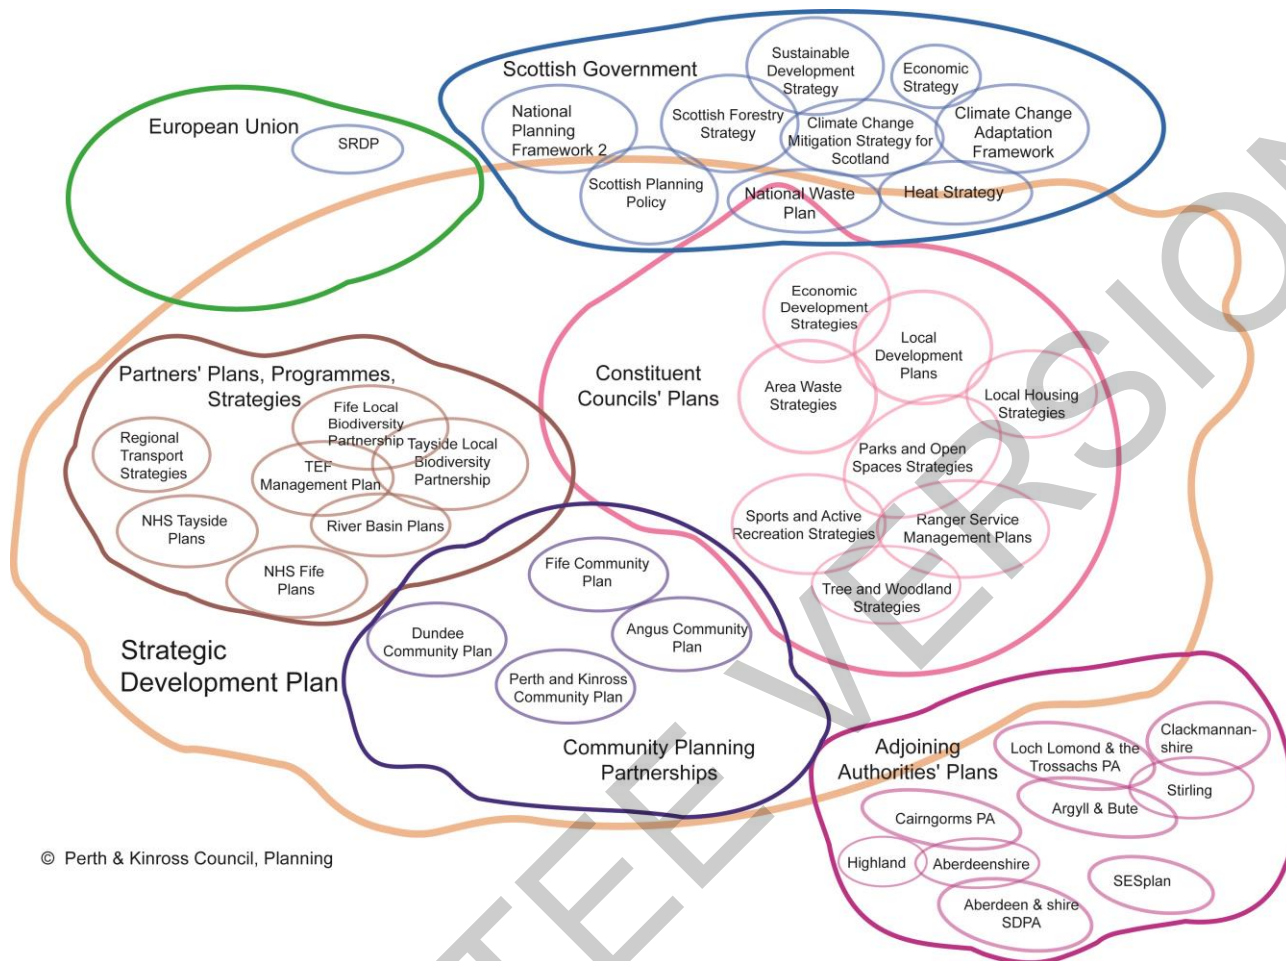 European Union
SRDP
Scottish Government
Sustainable
Development
Strategy
Economic
Strategy
National
Planning
Framework 2
Scottish Forestry
Strategy
Climate Change
Mitigation Strategy for
Scotland
Climate Change
Adaptation
Framework
Scottish Planning
Policy
National Waste
Plan
Heat Strategy
Partners' Plans, Programmes,
Strategies
Fife Local
Biodiversity
Partnership
Regional
Transport
Strategies
TEF
Management Plan
Tayside Local
Biodiversity
Partnership
NHS Tayside
Plans
River Basin Plans
NHS Fife
Plans
Constituent
Councils' Plans
Economic
Development
Strategies
Local
Development
Plans
Area Waste
Strategies
Local Housing
Strategies
Parks and Open
Spaces Strategies
Sports and Active
Recreation Strategies
Ranger Service
Management Plans
Tree and Woodland
Strategies
Strategic
Development Plan
Fife Community
Plan
Dundee
Community Plan
Angus Community
Plan
Perth and Kinross
Community Plan
Community Planning
Partnerships
Adjoining
Authorities' Plans
Loch Lomond & the
Trossachs PA
Clackmannan-
shire
Stirling
Argyll & Bute
Cairngorms PA
Highland
Aberdeenshire
SESplan
Aberdeen & shire
SDPA
© Perth & Kinross Council, Planning
TEE VERSION